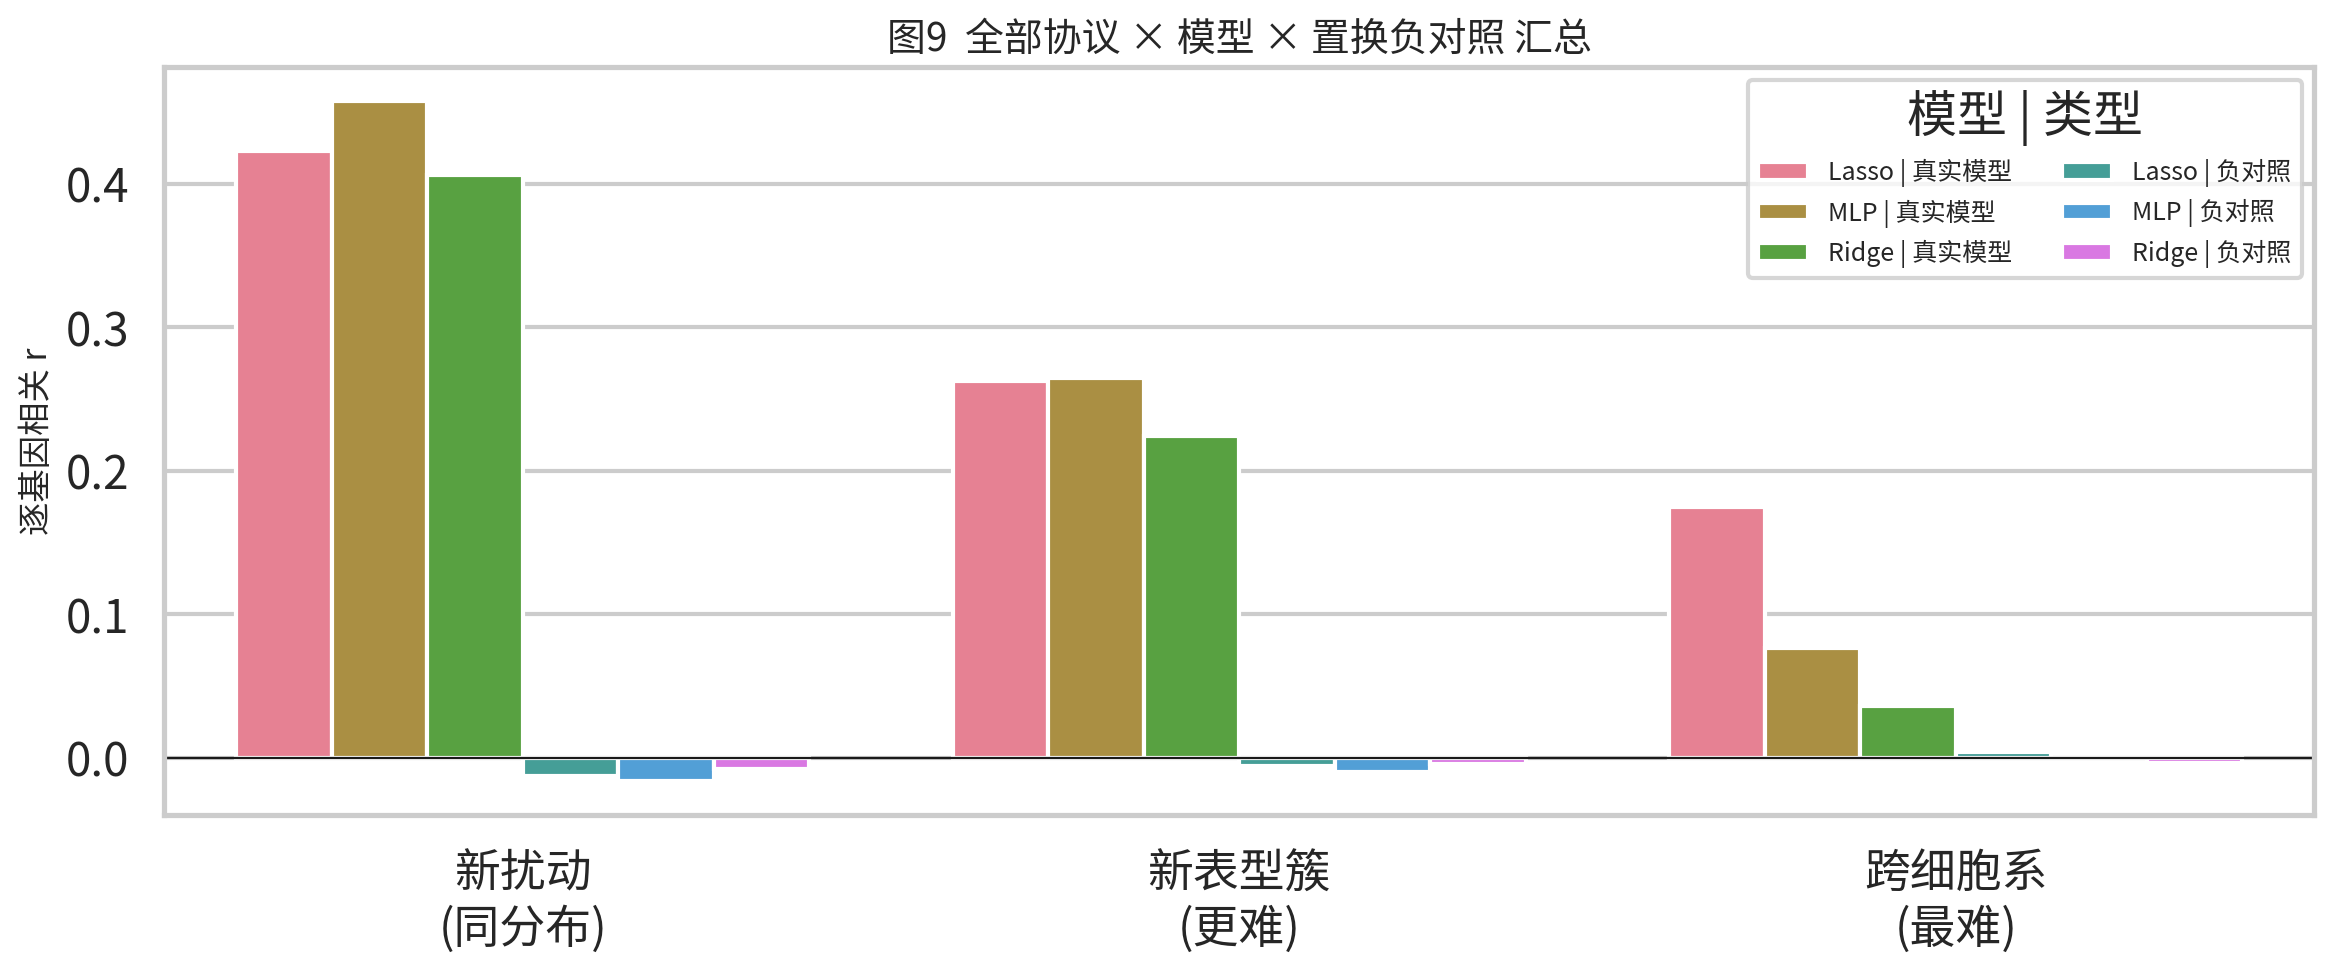 图9 全部协议 × 模型 × 置换负对照 汇总
模型 | 类型
Lasso | 真实模型
MLP | 真实模型
Ridge | 真实模型
Lasso | 负对照
MLP | 负对照
Ridge | 负对照
逐基因相关 r
0.4
0.3
0.2
0.1
0.0
新扰动
(同分布)
新表型簇
(更难)
跨细胞系
(最难)